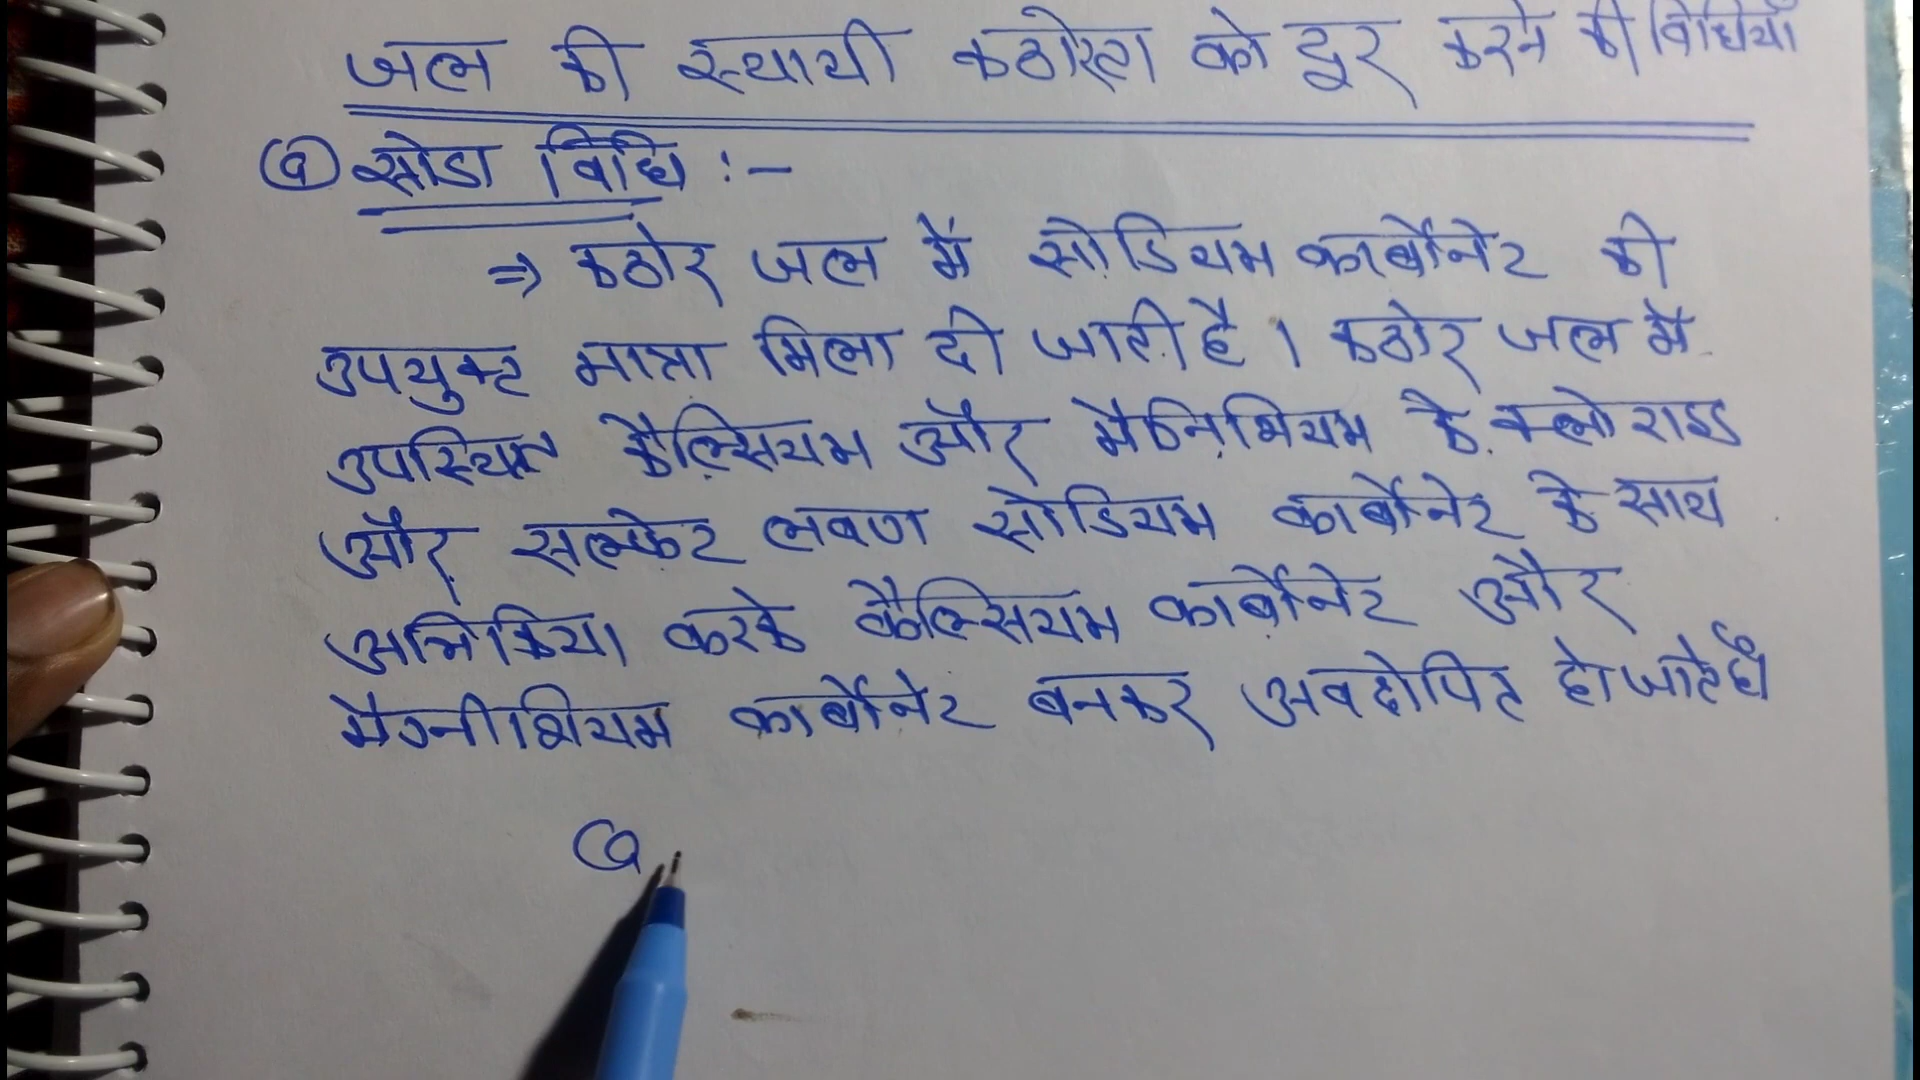 जल की स्थायी कठोरता को दूर करने की विधियाँ
(a) सोडा विधि :-
⇒ कठोर जल में सोडियम कार्बोनेट की
उपयुक्त मात्रा मिला दी जाती है । कठोर जल में
उपस्थित कैल्सियम और मैग्निशियम के क्लोराइड
और सल्फेट लवण सोडियम कार्बोनेट के साथ
अभिक्रिया करके कैल्सियम कार्बोनेट और
मैग्नीशियम कार्बोनेट बनकर अवक्षेपित हो जाते हैं
Ca